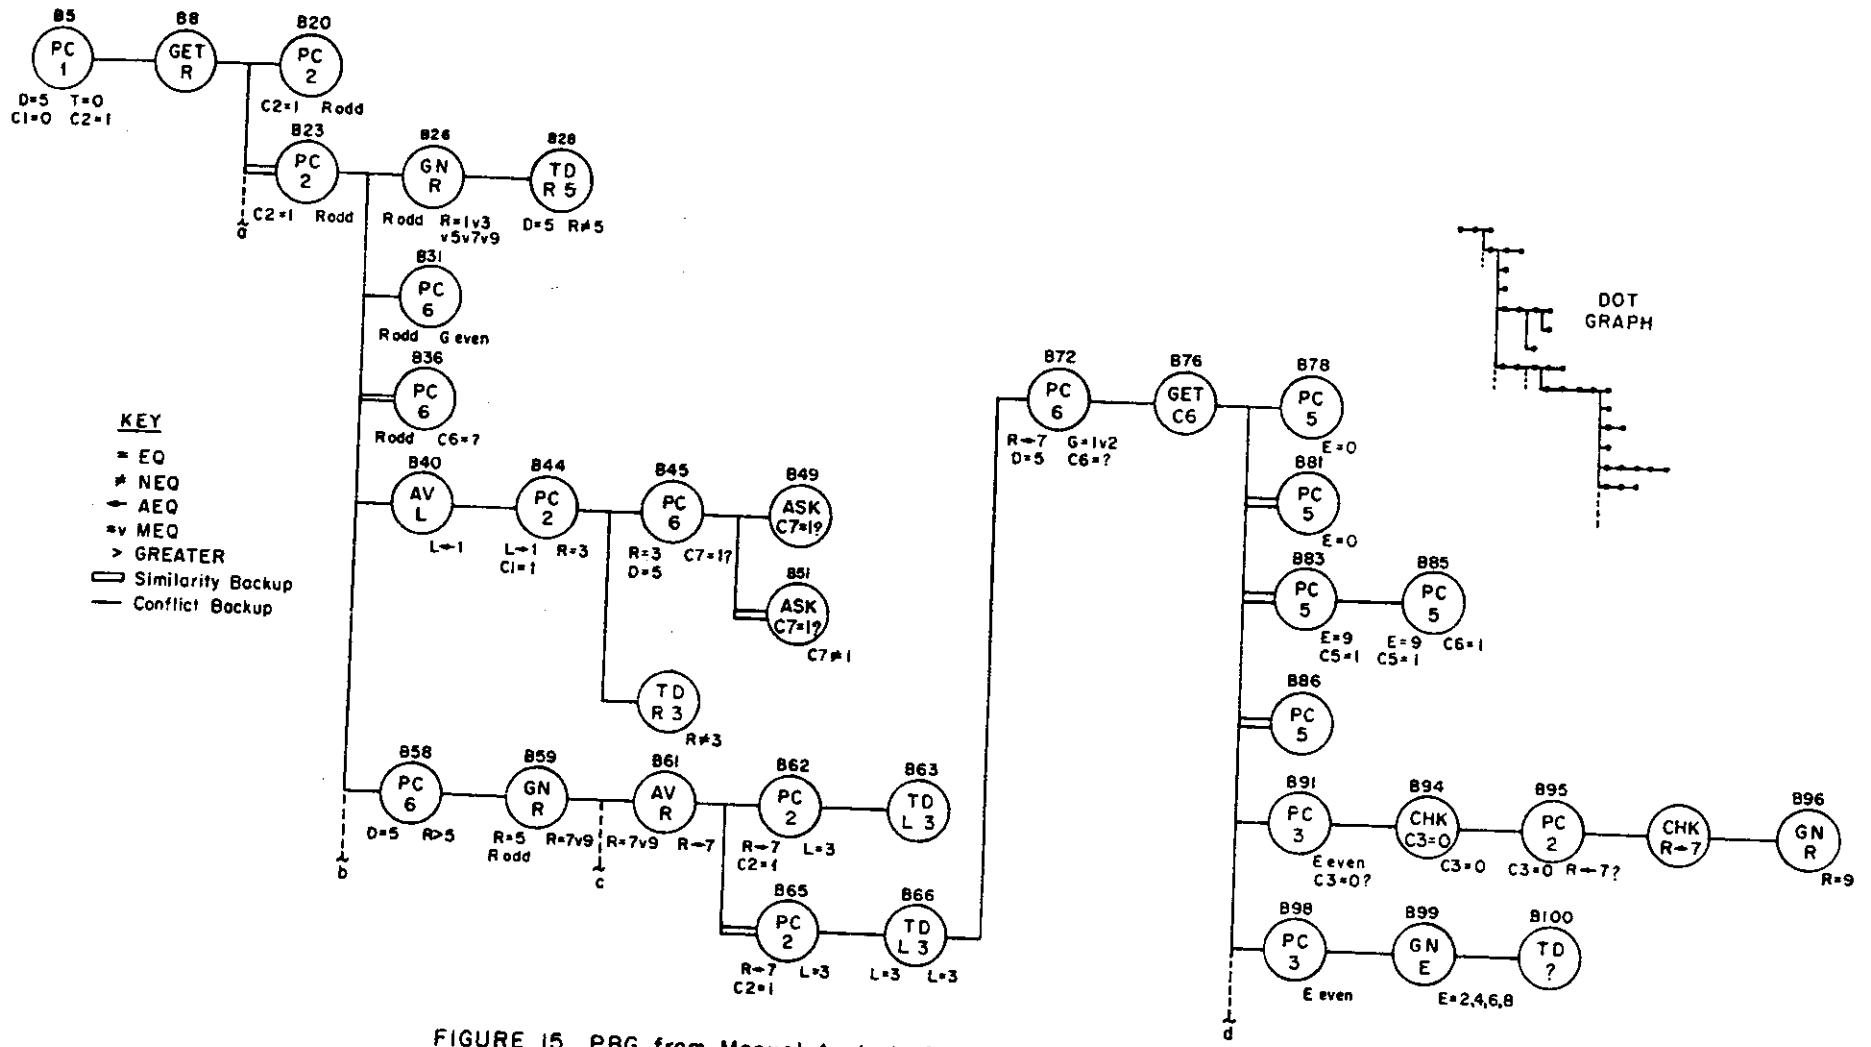 B5
PC
1
D=5 T=0
C1=0 C2=1
B8
GET
R
B20
PC
2
C2=1 Rodd
B23
PC
2
C2=1 Rodd
a
B26
GN
R
Rodd R=1v3
v5v7v9
B28
TD
R 5
D=5 R≠5
B31
PC
6
Rodd Geven
B36
PC
6
Rodd C6=?
B40
AV
L
L←1
B44
PC
2
L←1 R=3
C1=1
B45
PC
6
R=3 C7=1?
D=5
B49
ASK
C7=1?
B51
ASK
C7=1?
C7≠1
TD
R 3
R≠3
B58
PC
6
D=5 R>5
b
B59
GN
R
R=5 R=7v9
Rodd
c
B61
AV
R
R=7v9 R←7
B62
PC
2
R←7 L=3
C2=1
B63
TD
L 3
B65
PC
2
R←7 L=3
C2=1
B66
TD
L 3
L=3 L=3
B72
PC
6
R←7 G=1v2
D=5 C6=?
B76
GET
C6
B78
PC
5
E=0
B81
PC
5
E=0
B83
PC
5
E=9
C5=1
B85
PC
5
E=9 C6=1
C5=1
B86
PC
5
B91
PC
3
E even
C3=0?
B94
CHK
C3=0
C3=0
B95
PC
2
C3=0 R←7?
CHK
R←7
B96
GN
R
R=9
B98
PC
3
E even
B99
GN
E
E=2,4,6,8
B100
TD
?
d
DOT
GRAPH
KEY
= EQ
≠ NEQ
← AEQ
=v MEQ
> GREATER
Similarity Backup
Conflict Backup
FIGURE 15 PBG from Manual